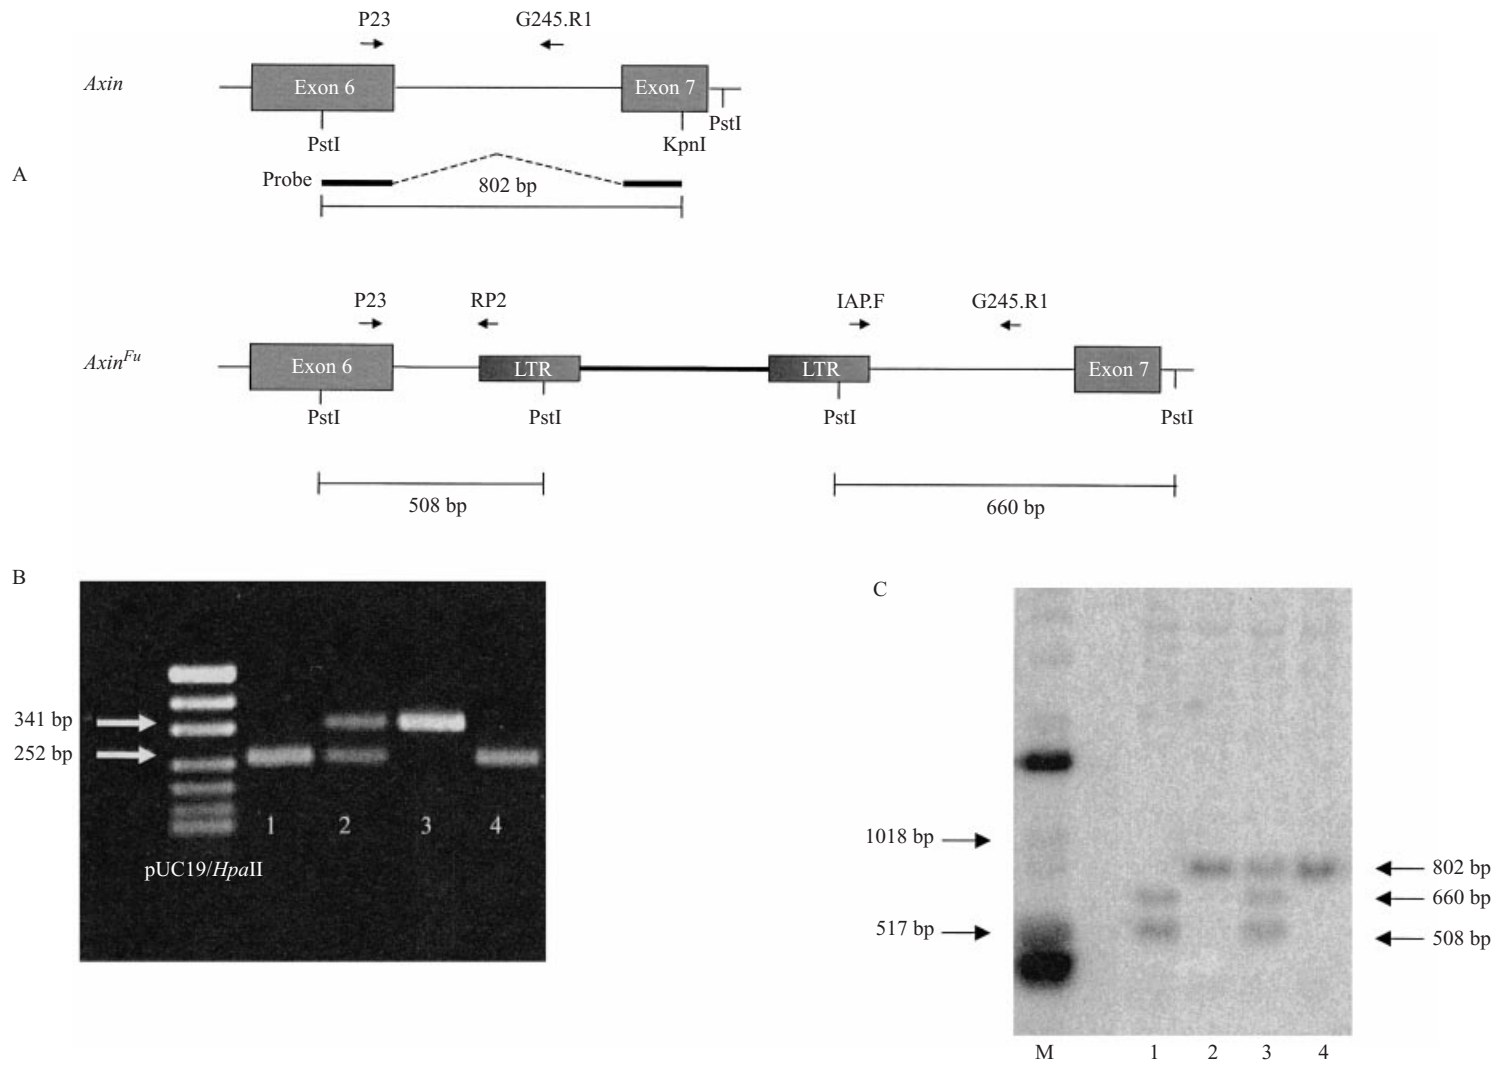 P23 G245.R1
Axin Exon 6 Exon 7
PstI KpnI PstI
A
Probe 802 bp
P23 RP2 IAP.F G245.R1
AxinFu Exon 6 LTR LTR Exon 7
PstI PstI PstI PstI
508 bp 660 bp
B
341 bp
252 bp
1 2 3 4
pUC19/HpaII
C
1018 bp
517 bp
802 bp
660 bp
508 bp
M 1 2 3 4